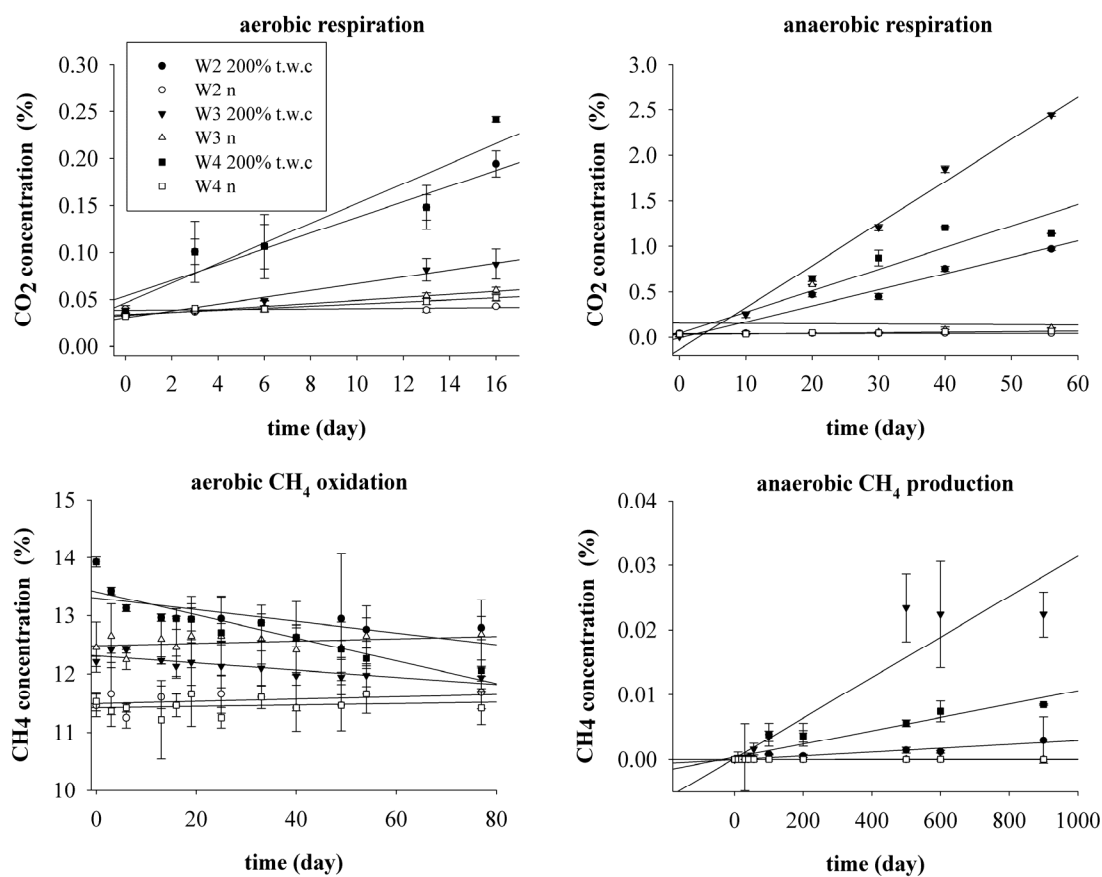 aerobic respiration
0.30
0.25
0.20
0.15
0.10
0.05
0.00
CO2 concentration (%)
W2 200% t.w.c
W2 n
W3 200% t.w.c
W3 n
W4 200% t.w.c
W4 n
0 2 4 6 8 10 12 14 16
time (day)
anaerobic respiration
3.0
2.5
2.0
1.5
1.0
0.5
0.0
CO2 concentration (%)
0 10 20 30 40 50 60
time (day)
aerobic CH4 oxidation
15
14
13
12
11
10
CH4 concentration (%)
0 20 40 60 80
time (day)
anaerobic CH4 production
0.04
0.03
0.02
0.01
0.00
CH4 concentration (%)
0 200 400 600 800 1000
time (day)